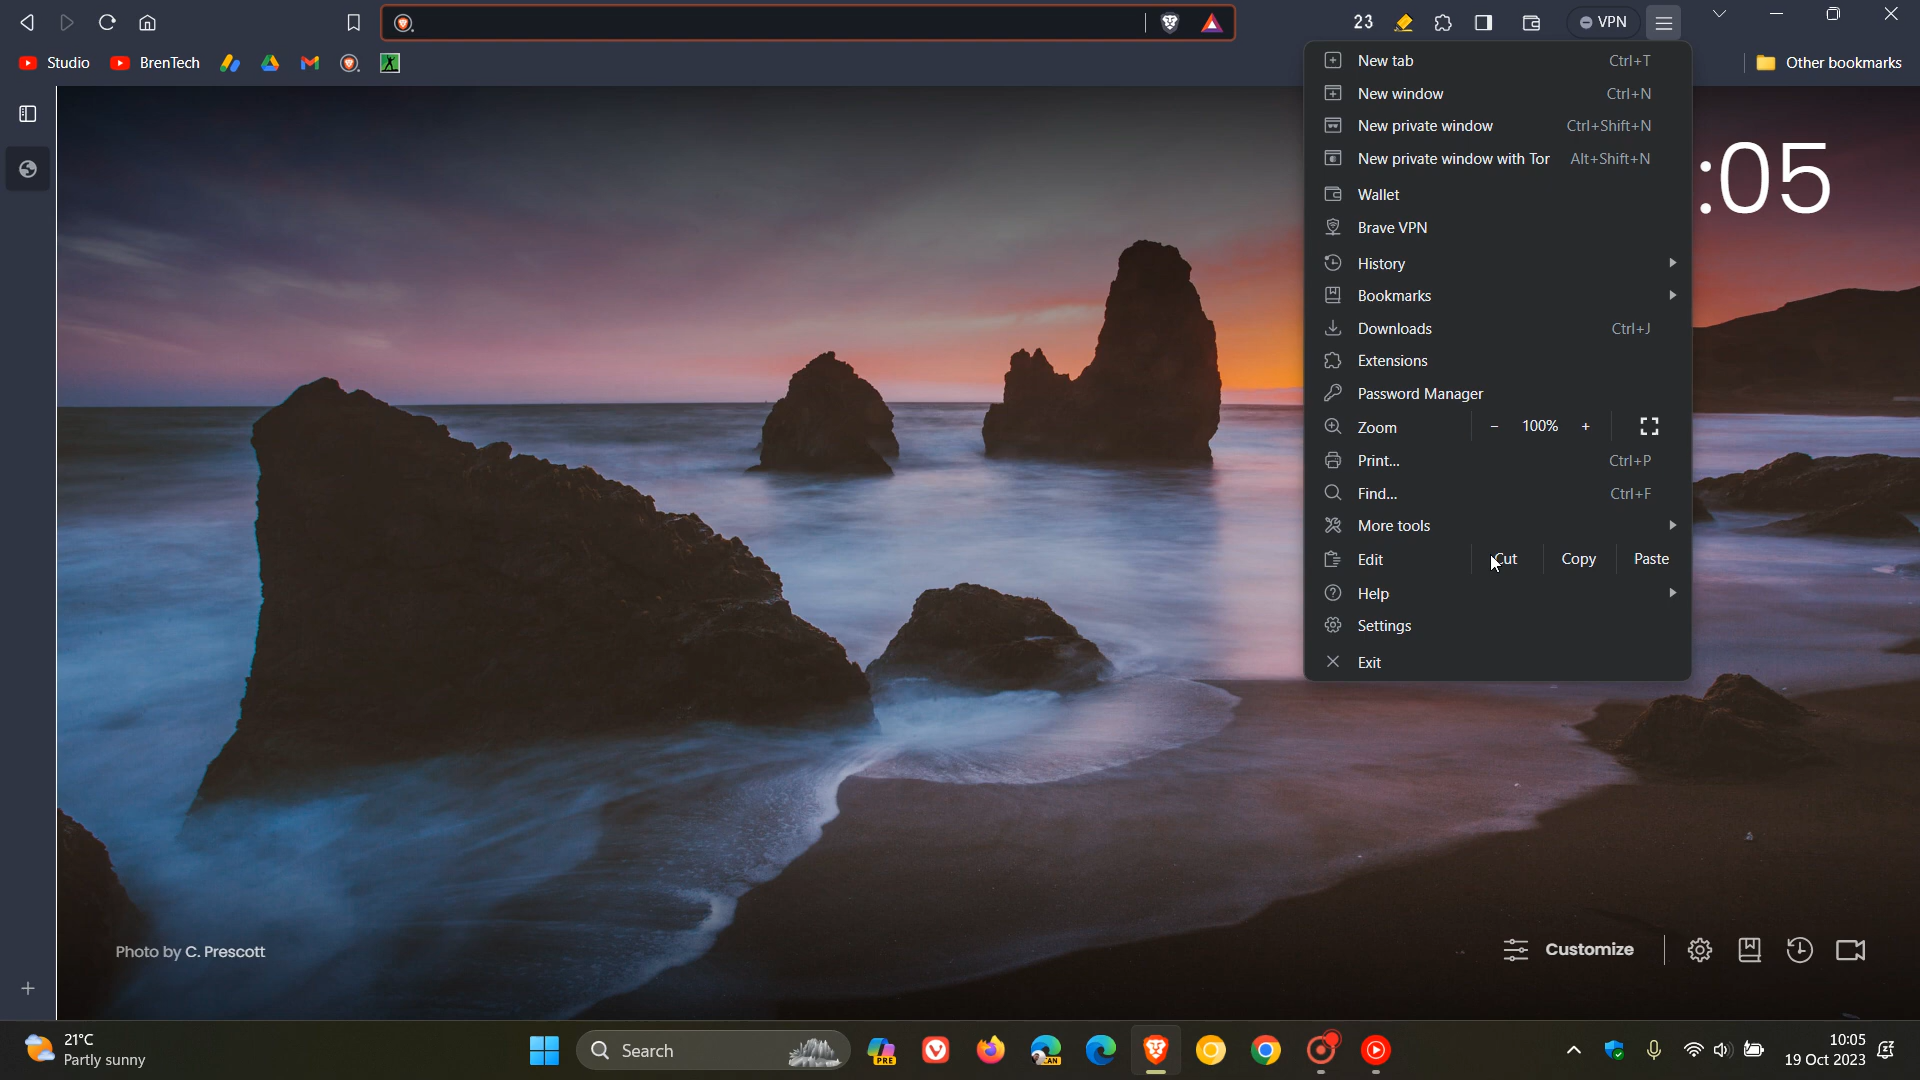 23
VPN
Studio
BrenTech
Other bookmarks
New tab Ctrl+T
New window Ctrl+N
New private window Ctrl+Shift+N
New private window with Tor Alt+Shift+N
Wallet
Brave VPN
History
Bookmarks
Downloads Ctrl+J
Extensions
Password Manager
Zoom - 100% +
Print... Ctrl+P
Find... Ctrl+F
More tools
Edit Cut Copy Paste
Help
Settings
Exit
:05
Photo by C. Prescott
Customize
21°C
Partly sunny
Search
PRE
CAN
10:05
19 Oct 2023